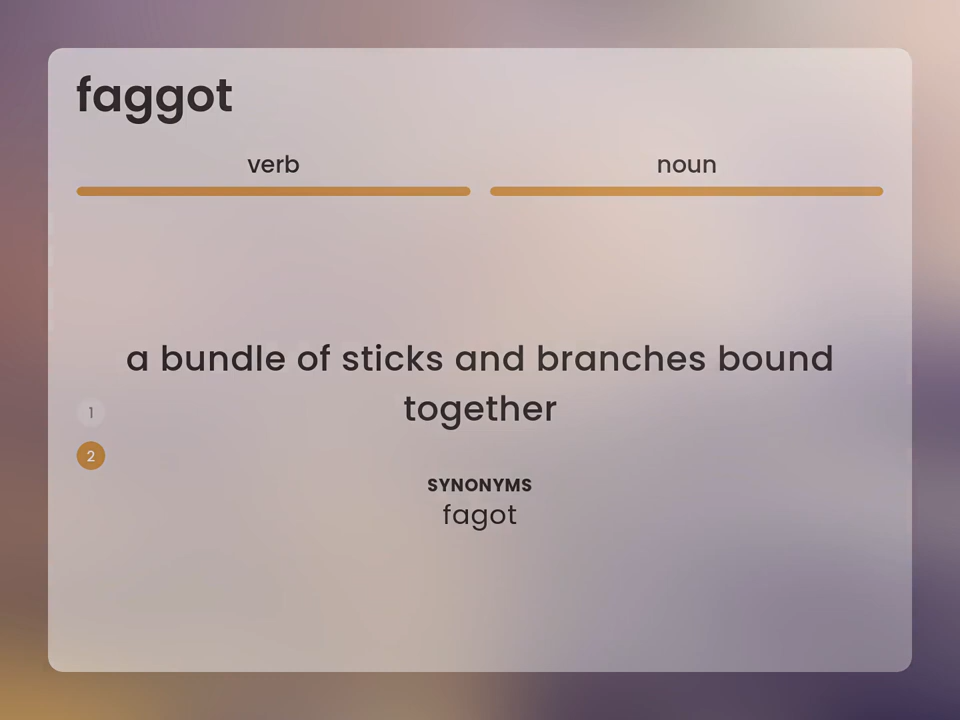 faggot
verb
noun
a bundle of sticks and branches bound
together
1
2
SYNONYMS
fagot